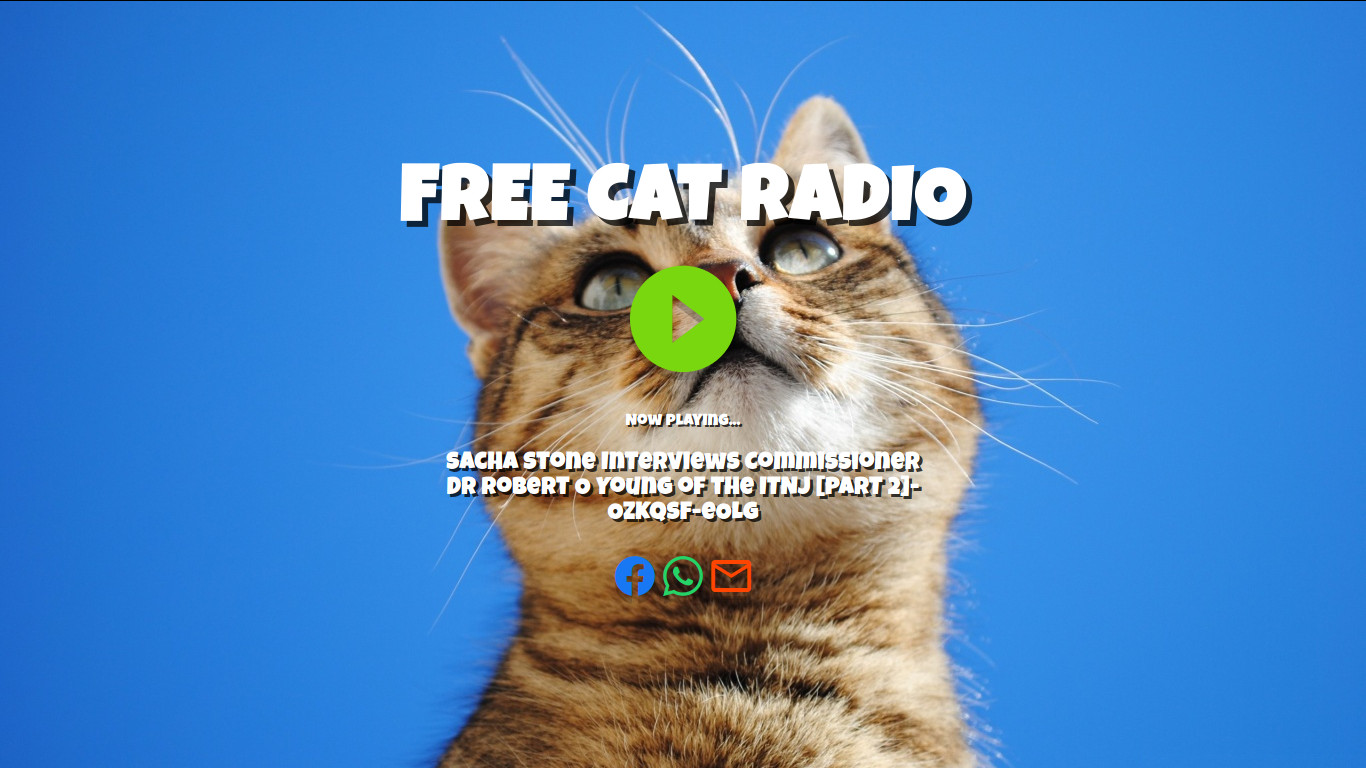 FREE CAT RADIO
Now Playing...
Sacha Stone Interviews Commissioner
Dr Robert O Young of the ITNJ [Part 2]-
OZKQSF-eOLG